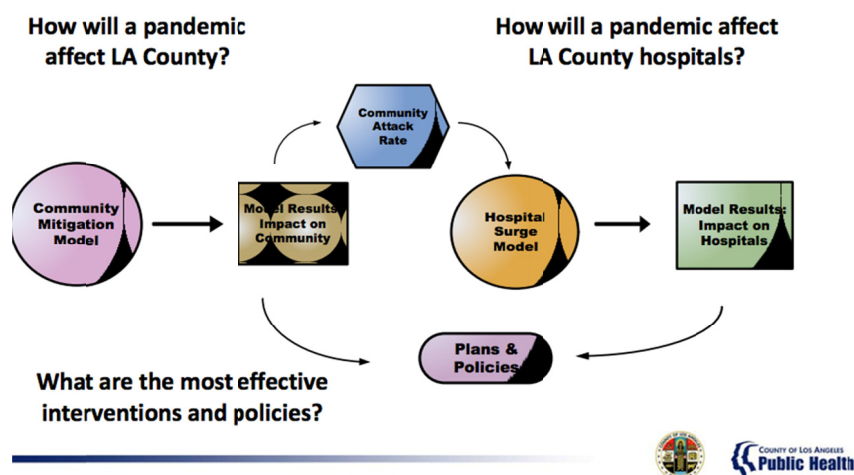 How will a pandemic
affect LA County?
How will a pandemic affect
LA County hospitals?
Community
Attack
Rate
Community
Mitigation
Model
Model Results:
Impact on
Community
Hospital
Surge
Model
Model Results:
Impact on
Hospitals
Plans &
Policies
What are the most effective
interventions and policies?
COUNTY OF LOS ANGELES
Public Health